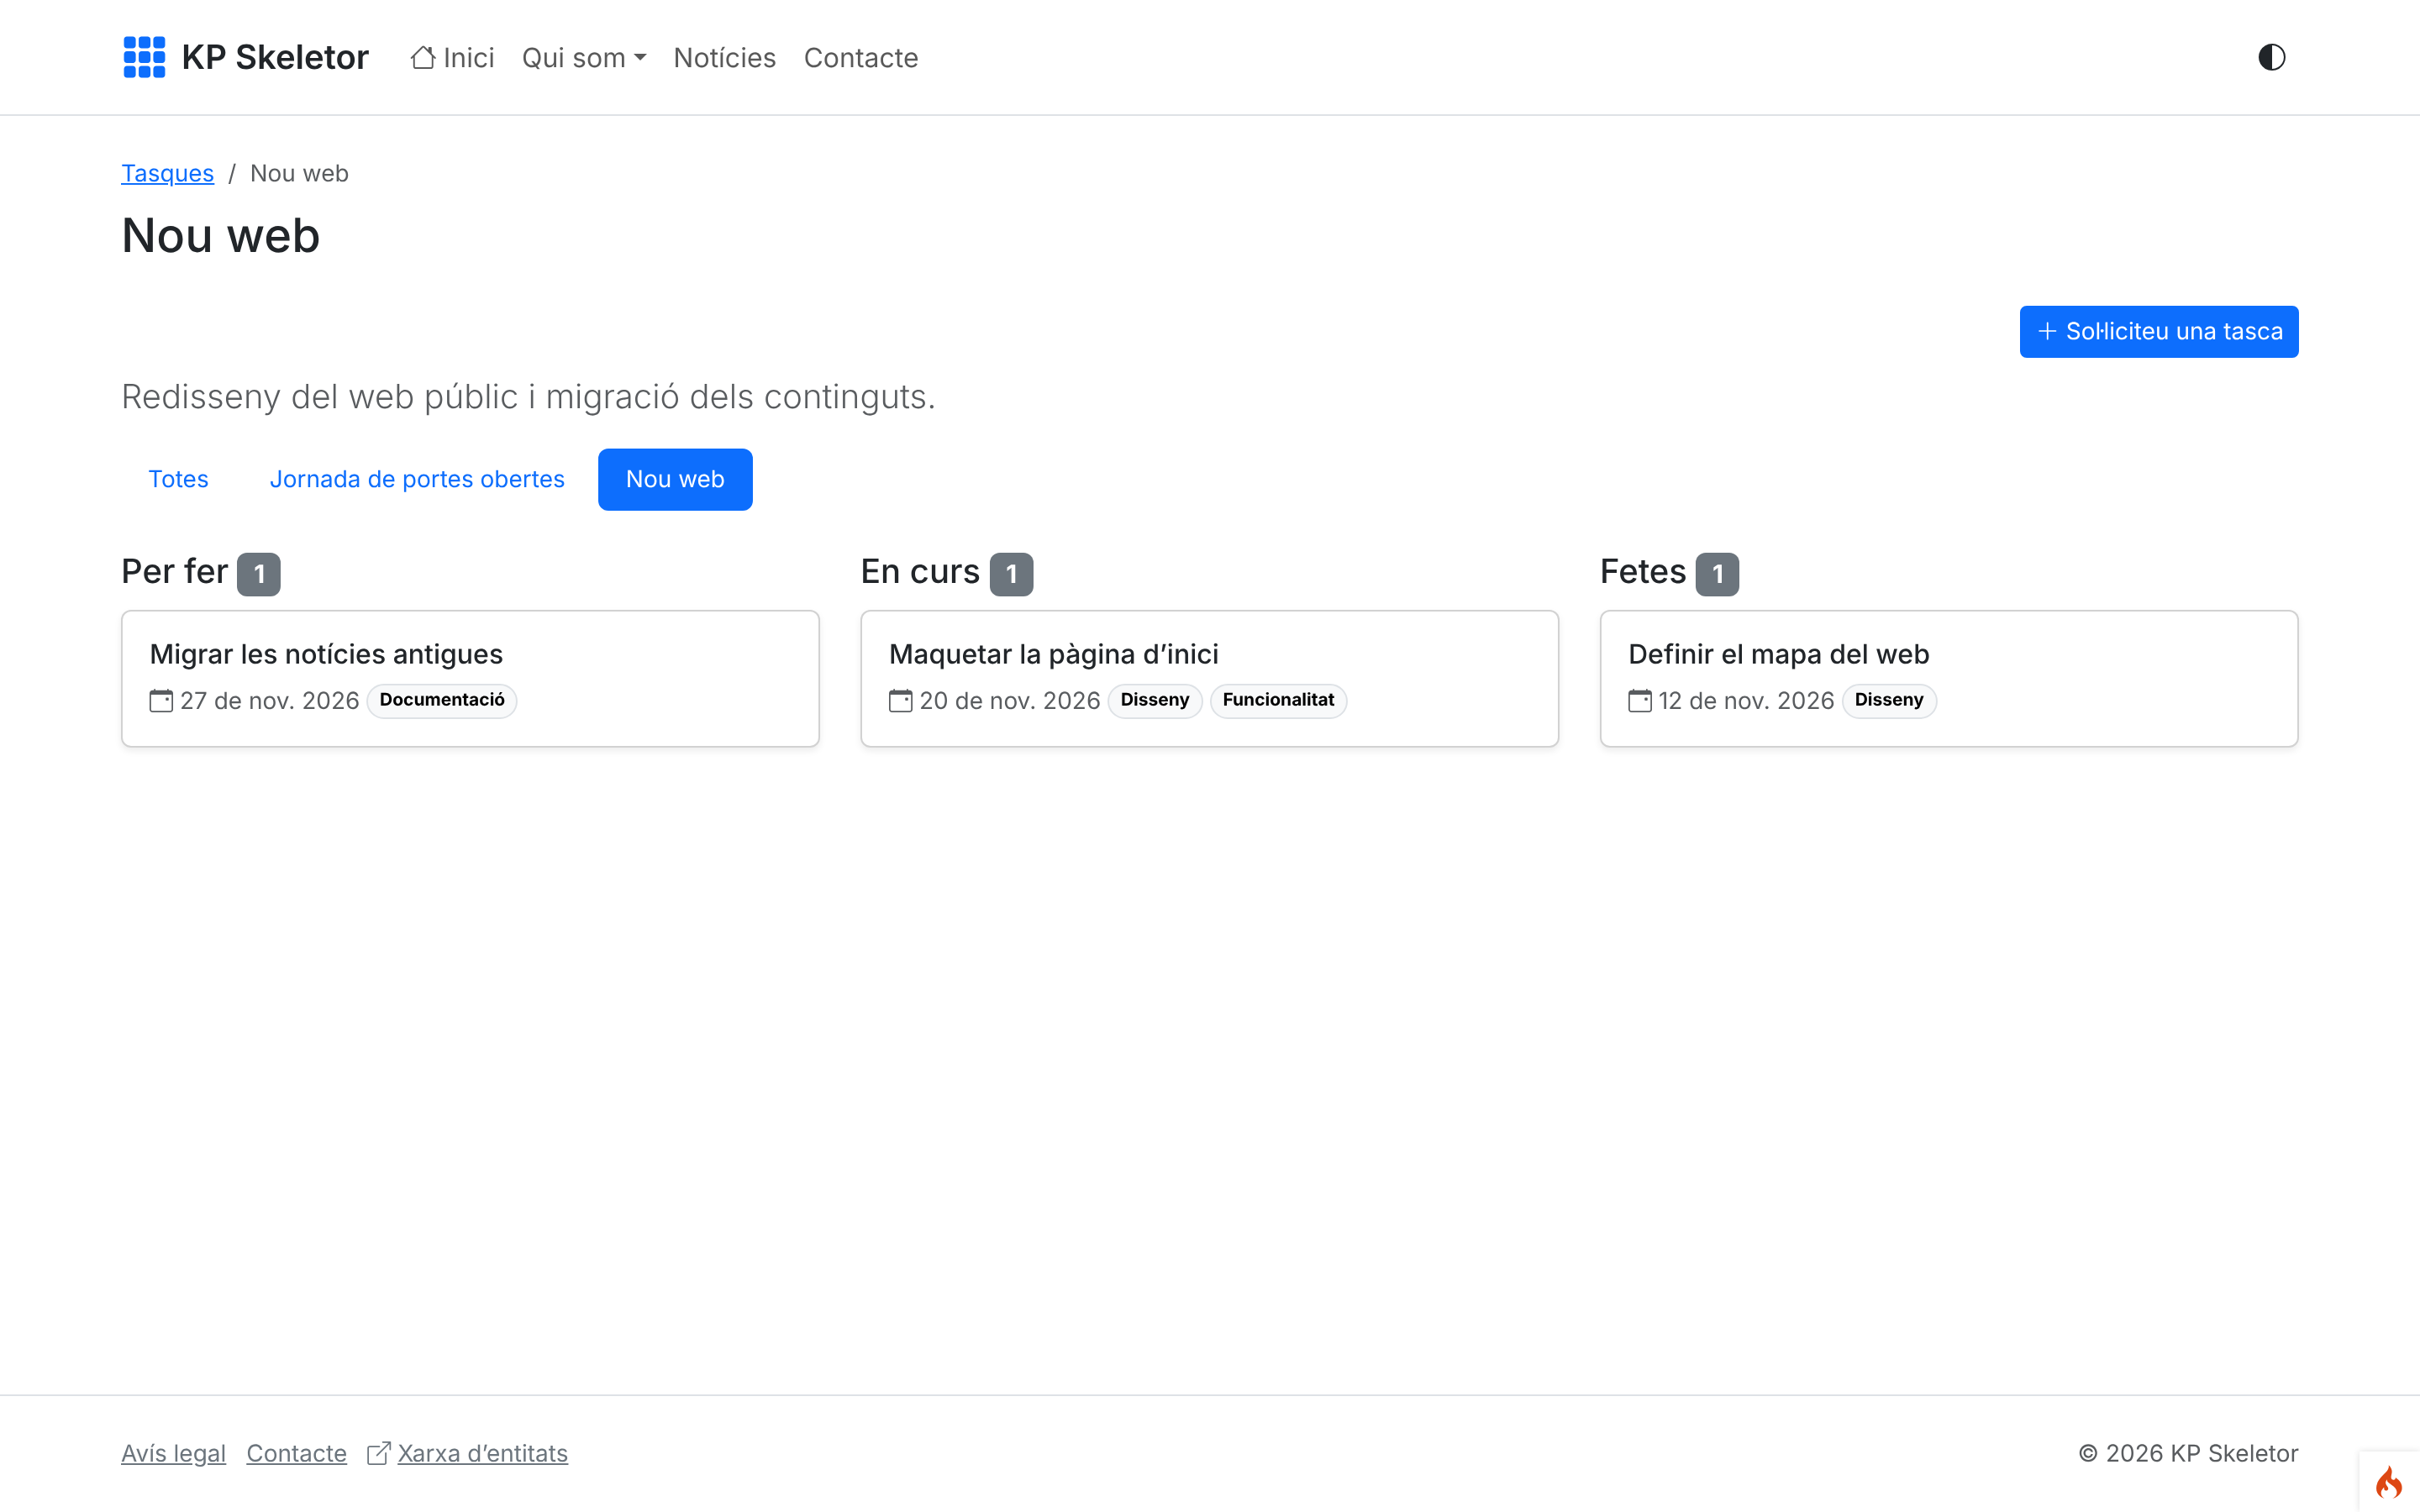 KP Skeletor Inici Qui som Notícies Contacte
Tasques / Nou web
Nou web
Sol·liciteu una tasca
Redisseny del web públic i migració dels continguts.
Totes Jornada de portes obertes Nou web
Per fer 1
Migrar les notícies antigues
27 de nov. 2026 Documentació
En curs 1
Maquetar la pàgina d’inici
20 de nov. 2026 Disseny Funcionalitat
Fetes 1
Definir el mapa del web
12 de nov. 2026 Disseny
Avís legal Contacte Xarxa d’entitats
© 2026 KP Skeletor